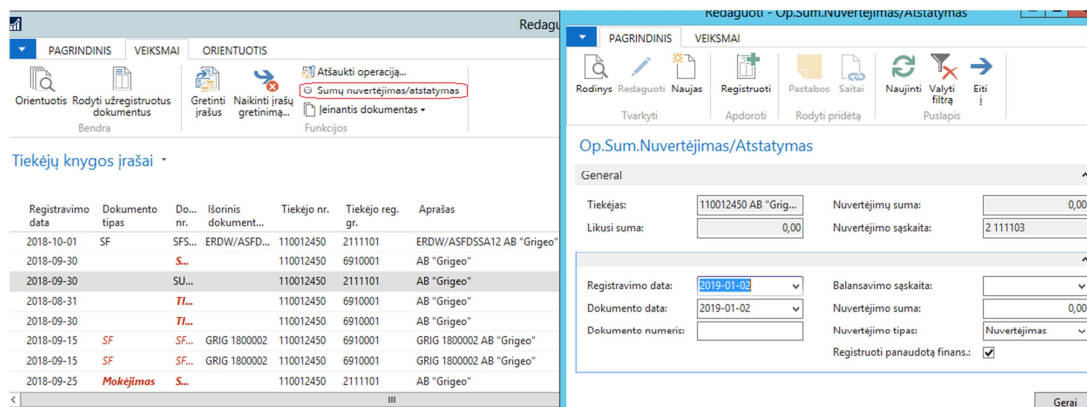 Redagu
PAGRINDINIS VEIKSMAI ORIENTUOTIS
Orientuotis Rodyti užregistruotus dokumentus
Gretinti įrašus
Naikinti įrašų gretinimą...
Atšaukti operaciją...
Sumų nuvertėjimas/atstatymas
Įeinantis dokumentas
Bendra Funkcijos
Tiekėjų knygos įrašai
Registravimo data Dokumento tipas Do... nr. Išorinis dokument... Tiekėjo nr. Tiekėjo reg. gr. Aprašas
2018-10-01 SF SFS... ERDW/ASFD... 110012450 2111101 ERDW/ASFDSSA12 AB "Grigeo"
2018-09-30 S... 110012450 6910001 AB "Grigeo"
2018-09-30 SU... 110012450 2111101 AB "Grigeo"
2018-08-31 TI... 110012450 6910001 AB "Grigeo"
2018-09-30 TI... 110012450 6910001 AB "Grigeo"
2018-09-15 SF SF... GRIG 1800002 110012450 6910001 GRIG 1800002 AB "Grigeo"
2018-09-15 SF SF... GRIG 1800002 110012450 6910001 GRIG 1800002 AB "Grigeo"
2018-09-25 Mokėjimas S... 110012450 2111101 AB "Grigeo"
Redaguoti - Op.Sum.Nuvertėjimas/Atstatymas
PAGRINDINIS VEIKSMAI
Rodinys Redaguoti Naujas Registruoti Pastabos Saitai Naujinti Valyti filtrą Eiti į
Tvarkyti Apdoroti Rodyti pridėtą Puslapis
Op.Sum.Nuvertėjimas/Atstatymas
General
Tiekėjas: 110012450 AB "Grig... Nuvertėjimų suma: 0,00
Likusi suma: 0,00 Nuvertėjimo sąskaita: 2 111103
Registravimo data: 2019-01-02 Balansavimo sąskaita:
Dokumento data: 2019-01-02 Nuvertėjimo suma: 0,00
Dokumento numeris: Nuvertėjimo tipas: Nuvertėjimas
Registruoti panaudotą finans.:
Gerai